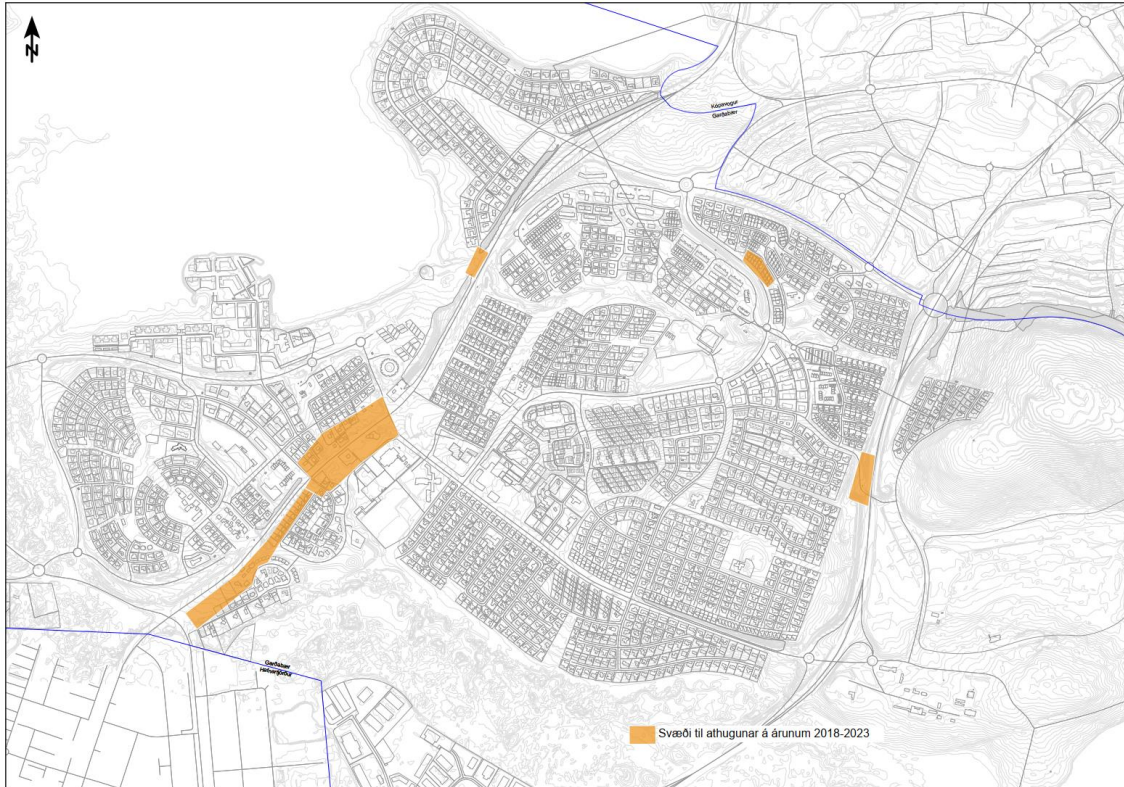 N
Kópavogur
Garðabær
Garðabær
Hafnarfjörður
Svæði til athugunar á árunum 2018-2023